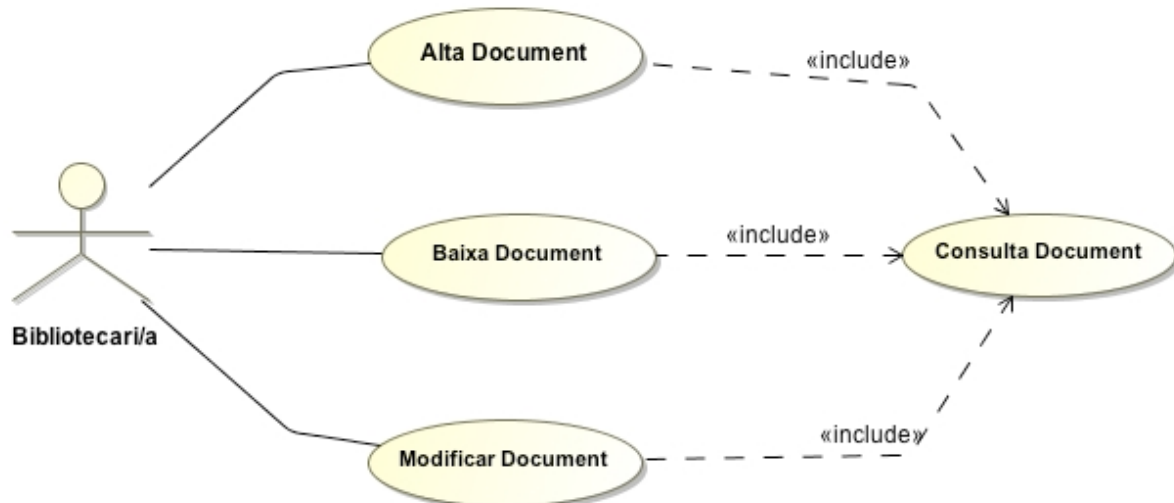 Alta Document
«include»
Baixa Document
«include»
Consulta Document
Bibliotecari/a
«include»
Modificar Document